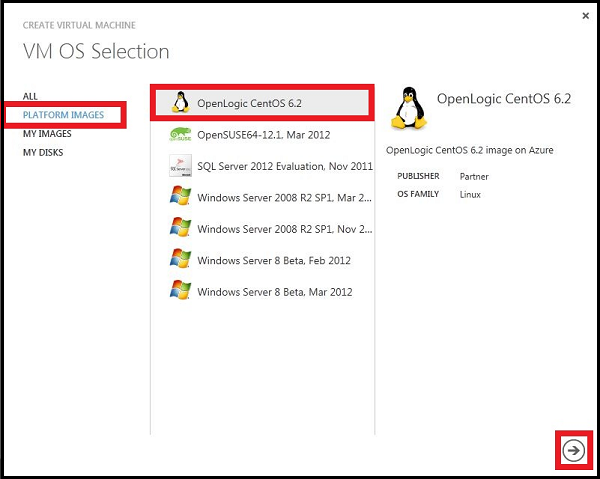 CREATE VIRTUAL MACHINE
VM OS Selection
ALL
PLATFORM IMAGES
MY IMAGES
MY DISKS
OpenLogic CentOS 6.2
OpenSUSE64-12.1, Mar 2012
SQL Server 2012 Evaluation, Nov 2011
Windows Server 2008 R2 SP1, Mar 2...
Windows Server 2008 R2 SP1, Nov 2...
Windows Server 8 Beta, Feb 2012
Windows Server 8 Beta, Mar 2012
OpenLogic CentOS 6.2
OpenLogic CentOS 6.2 image on Azure
PUBLISHER Partner
OS FAMILY Linux